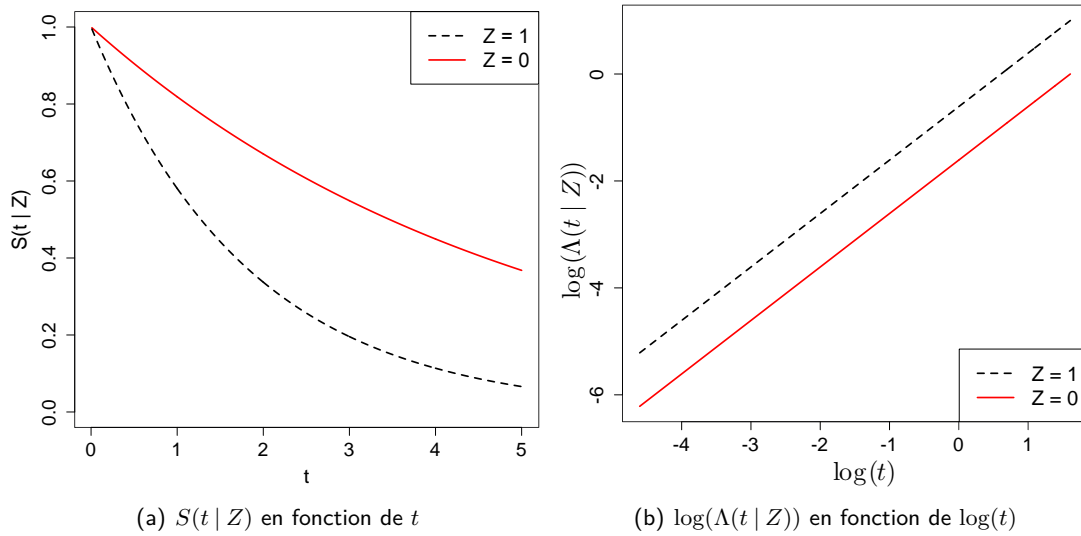 S(t | Z)
1.0
0.8
0.6
0.4
0.2
0.0
0 1 2 3 4 5
t
Z = 1
Z = 0
(a) S(t | Z) en fonction de t
log(Λ(t | Z))
0
-2
-4
-6
-4 -3 -2 -1 0 1
log(t)
Z = 1
Z = 0
(b) log(Λ(t | Z)) en fonction de log(t)